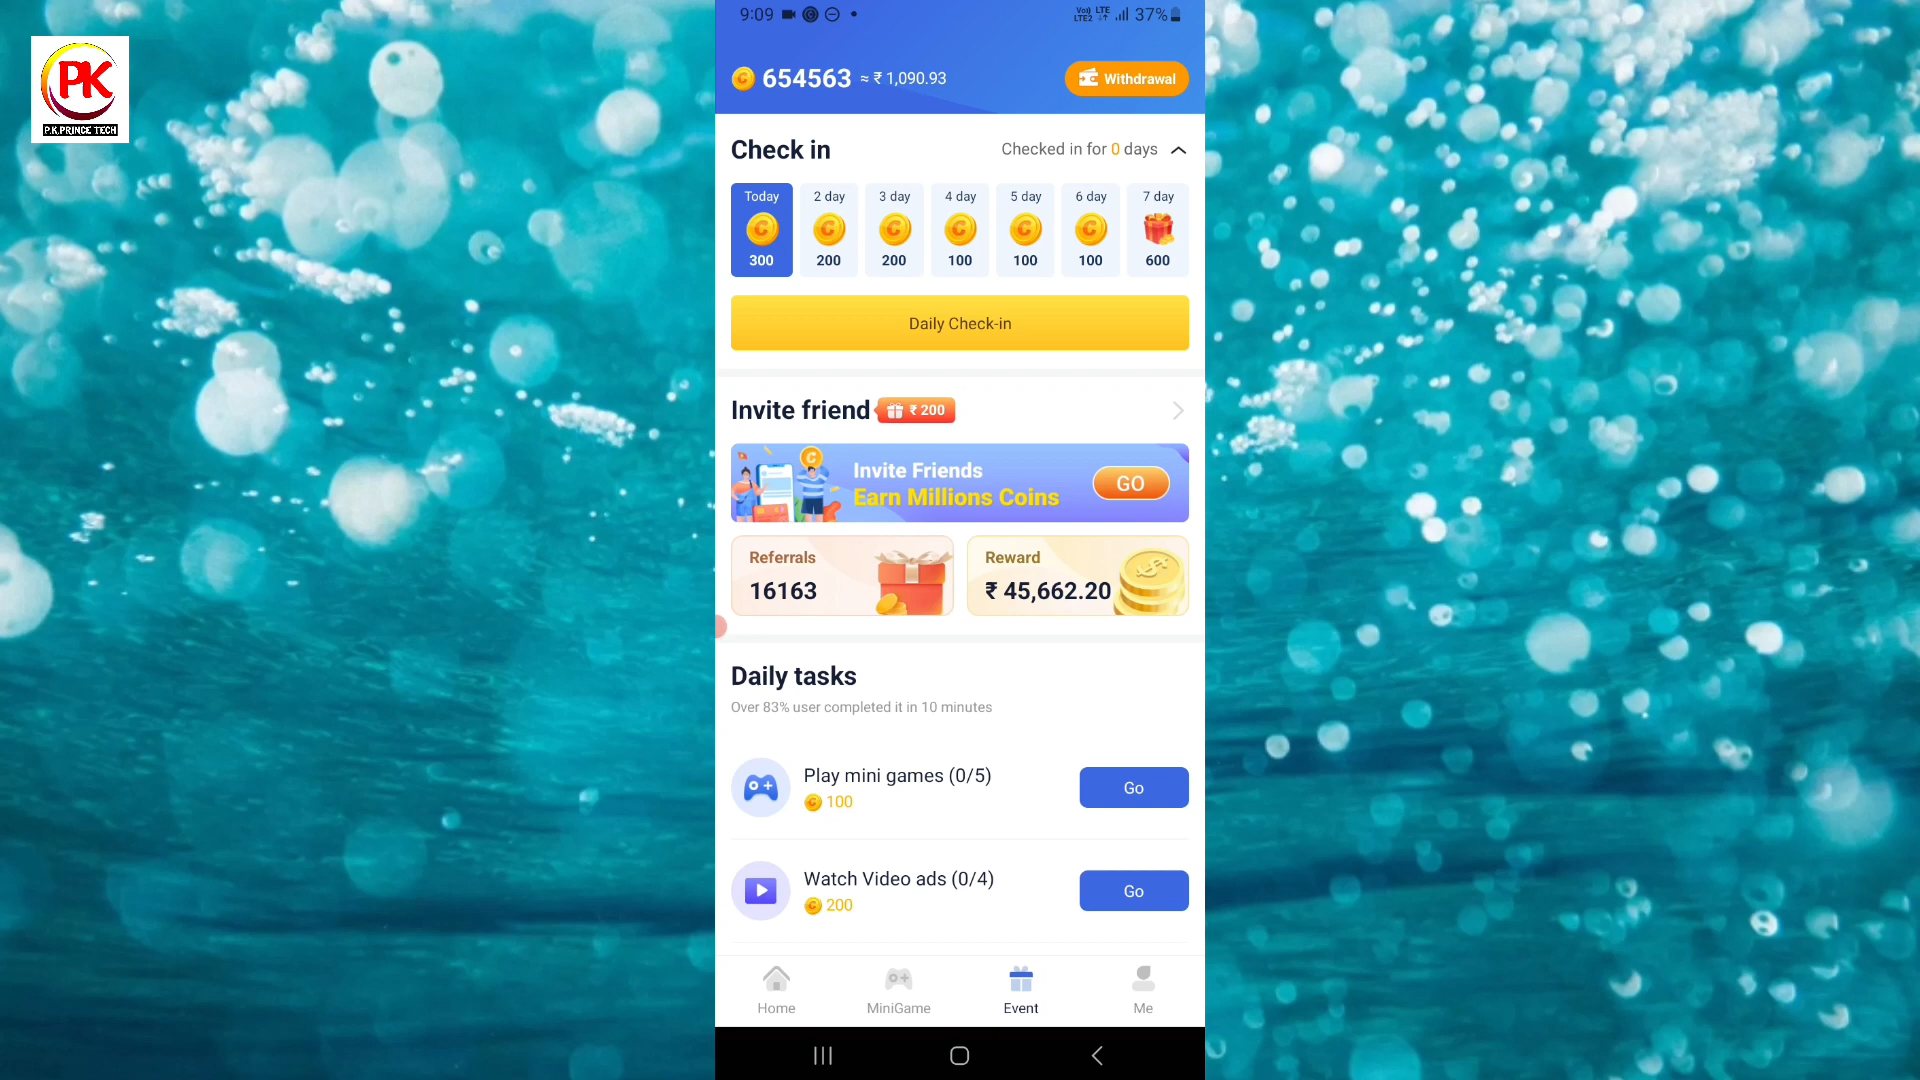 PK
P.K.PRINCE TECH
9:09
Vo)) LTE
LTE2
37%
654563 ≈ ₹ 1,090.93
Withdrawal
Check in
Checked in for 0 days
Today
2 day
3 day
4 day
5 day
6 day
7 day
300
200
200
100
100
100
600
Daily Check-in
Invite friend
₹ 200
Invite Friends
Earn Millions Coins
GO
Referrals
16163
Reward
₹ 45,662.20
Daily tasks
Over 83% user completed it in 10 minutes
Play mini games (0/5)
100
Go
Watch Video ads (0/4)
200
Go
Home
MiniGame
Event
Me